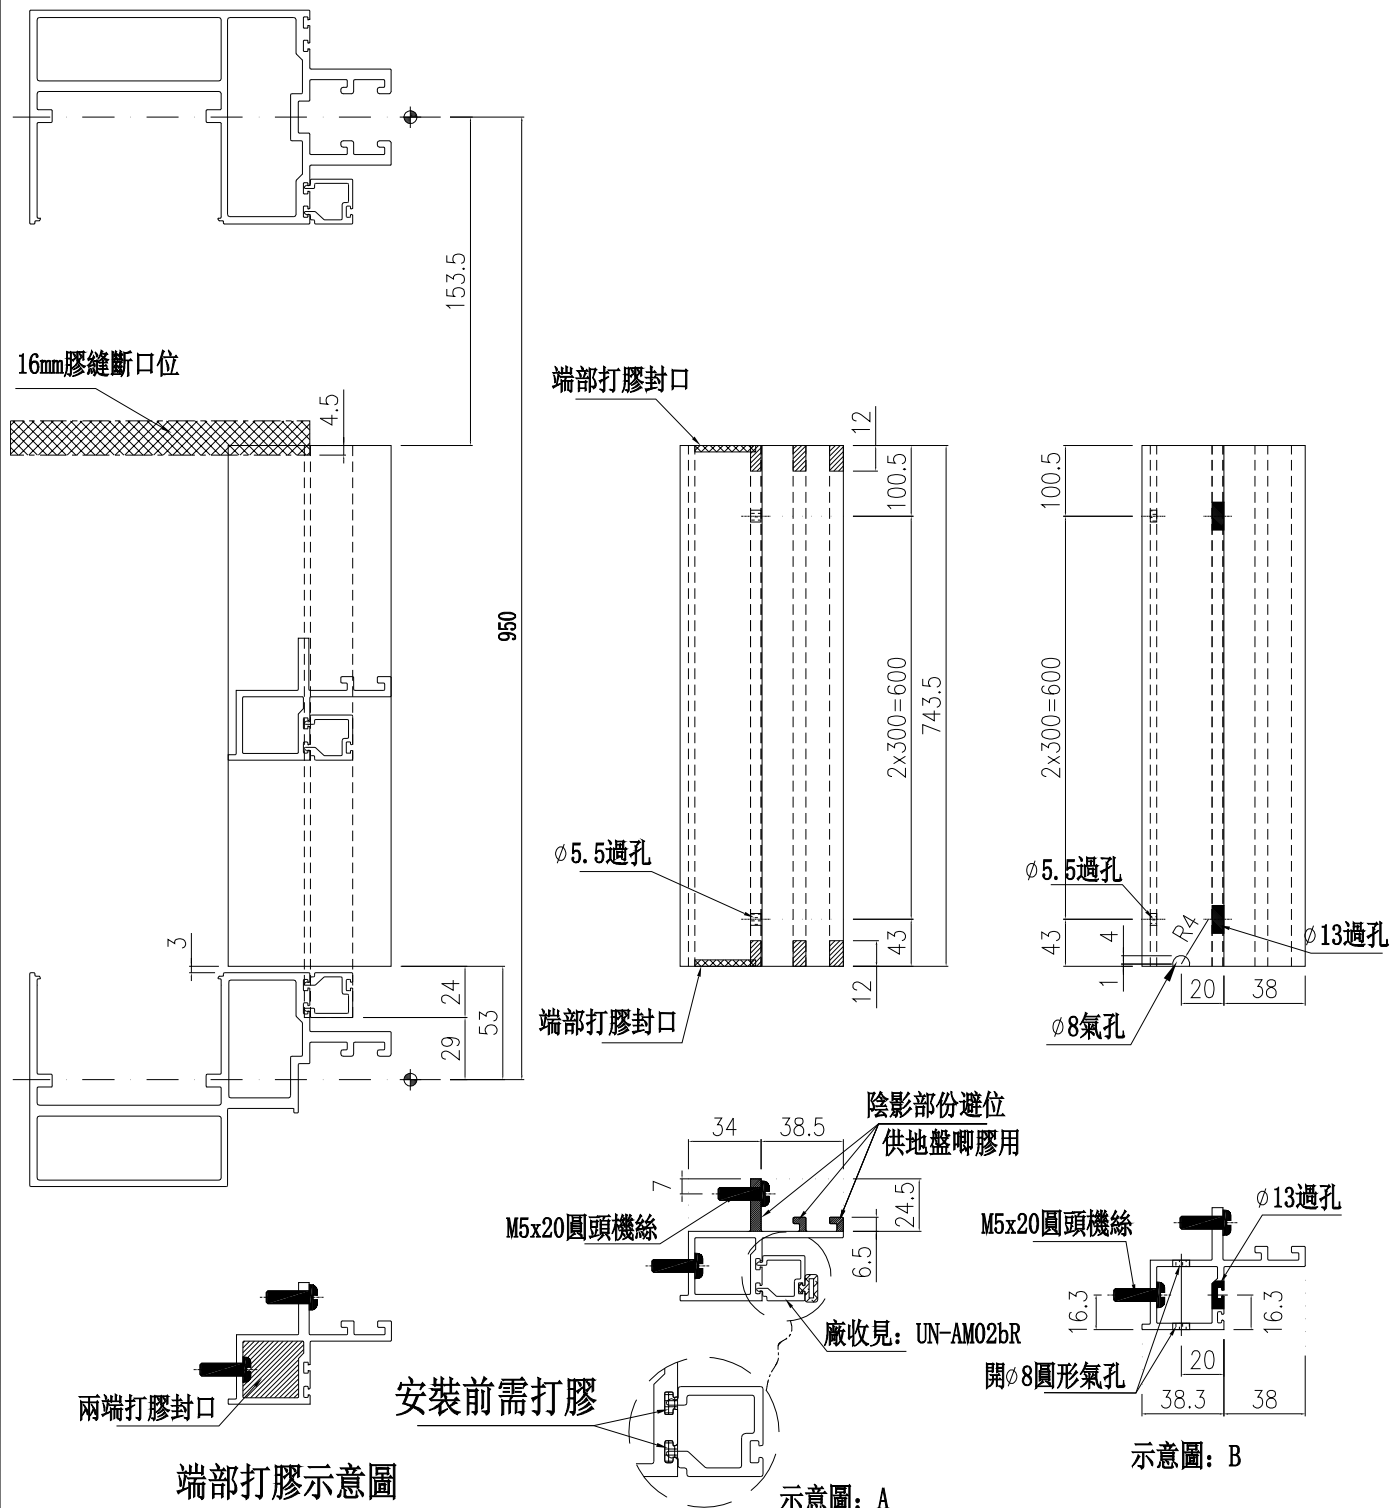 153.5
950
16mm膠縫斷口位
4.5
3
24
29
53
端部打膠封口
12
100.5
2x300=600
743.5
∅5.5過孔
43
12
端部打膠封口
100.5
2x300=600
∅5.5過孔
43
4
1
R4
∅13過孔
20
38
∅8氣孔
陰影部份避位
供地盤唧膠用
34
38.5
7
24.5
6.5
M5x20圓頭機絲
廠收見: UN-AM02bR
安裝前需打膠
示意圖: A
M5x20圓頭機絲
∅13過孔
16.3
16.3
20
開∅8圓形氣孔
38.3
38
示意圖: B
兩端打膠封口
端部打膠示意圖